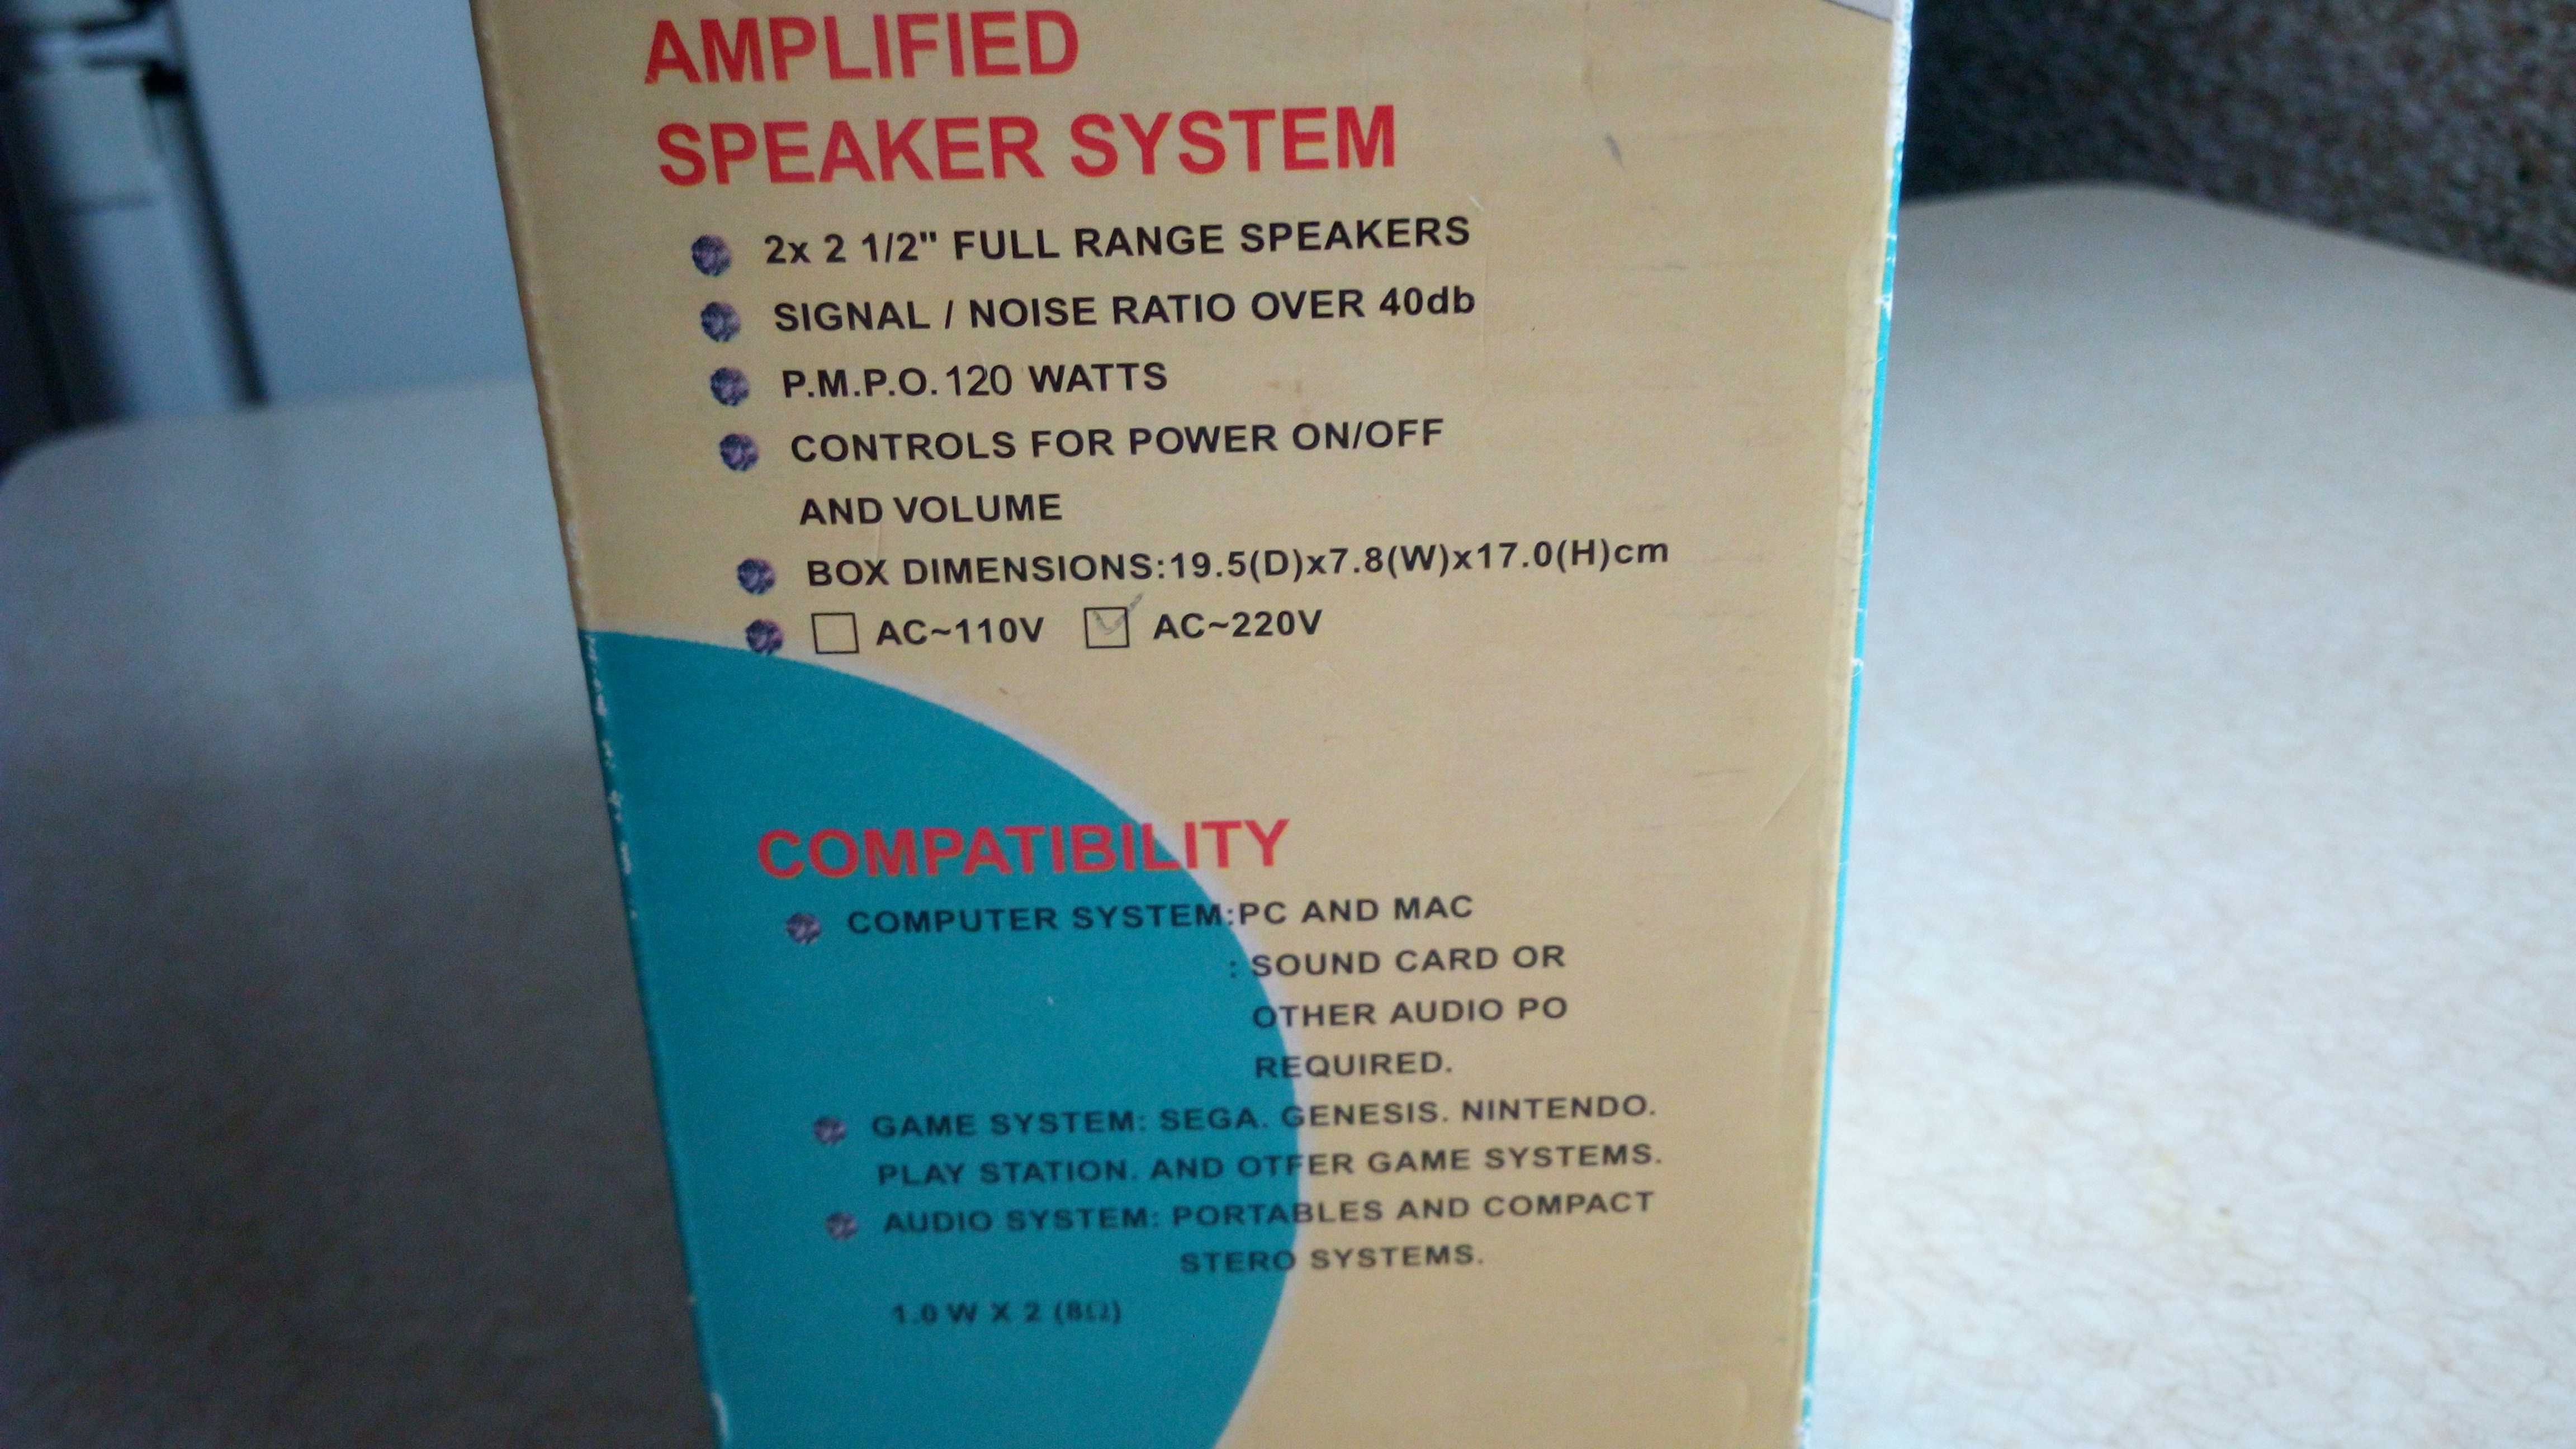 AMPLIFIED
SPEAKER SYSTEM
2x 2 1/2" FULL RANGE SPEAKERS
SIGNAL / NOISE RATIO OVER 40db
P.M.P.O. 120 WATTS
CONTROLS FOR POWER ON/OFF
AND VOLUME
BOX DIMENSIONS:19.5(D)x7.8(W)x17.0(H)cm
AC~110V AC~220V
COMPATIBILITY
COMPUTER SYSTEM:PC AND MAC
: SOUND CARD OR
OTHER AUDIO PO
REQUIRED.
GAME SYSTEM: SEGA. GENESIS. NINTENDO.
PLAY STATION. AND OTFER GAME SYSTEMS.
AUDIO SYSTEM: PORTABLES AND COMPACT
STERO SYSTEMS.
1.0 W X 2 (8Ω)